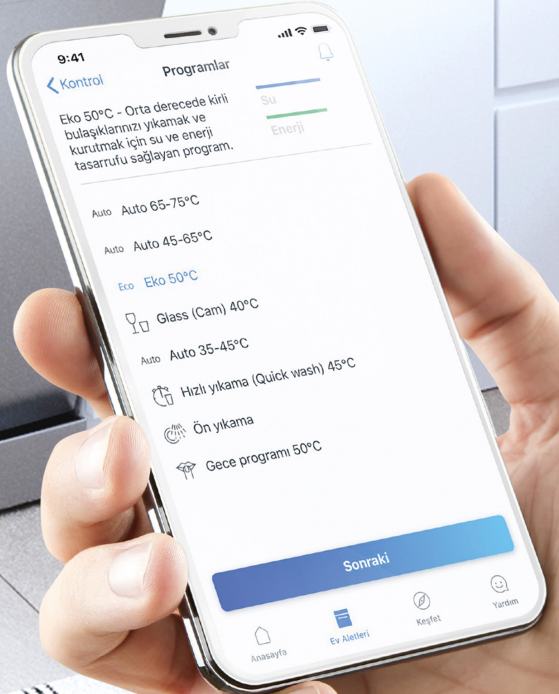 9:41
Kontrol
Programlar
Eko 50°C - Orta derecede kirli
bulaşıklarınızı yıkamak ve
kurutmak için su ve enerji
tasarrufu sağlayan program.
Su
Enerji
Auto Auto 65-75°C
Auto Auto 45-65°C
Eco Eko 50°C
Glass (Cam) 40°C
Auto Auto 35-45°C
Hızlı yıkama (Quick wash) 45°C
Ön yıkama
Gece programı 50°C
Sonraki
Anasayfa
Ev Aletleri
Keşfet
Yardım